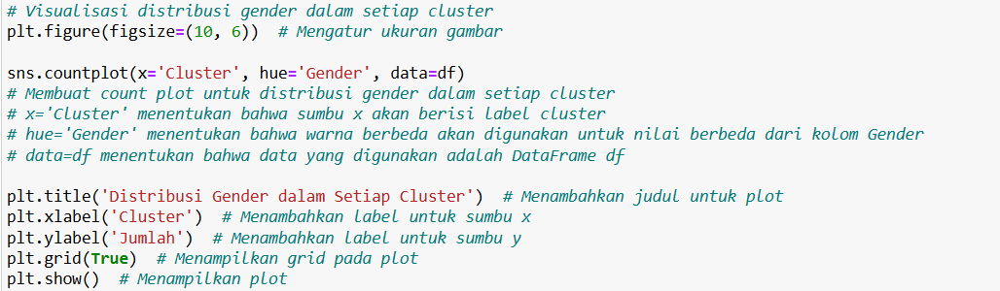 # Visualisasi distribusi gender dalam setiap cluster
plt.figure(figsize=(10, 6))  # Mengatur ukuran gambar
sns.countplot(x='Cluster', hue='Gender', data=df)
# Membuat count plot untuk distribusi gender dalam setiap cluster
# x='Cluster' menentukan bahwa sumbu x akan berisi label cluster
# hue='Gender' menentukan bahwa warna berbeda akan digunakan untuk nilai berbeda dari kolom Gender
# data=df menentukan bahwa data yang digunakan adalah DataFrame df
plt.title('Distribusi Gender dalam Setiap Cluster')  # Menambahkan judul untuk plot
plt.xlabel('Cluster')  # Menambahkan label untuk sumbu x
plt.ylabel('Jumlah')  # Menambahkan label untuk sumbu y
plt.grid(True)  # Menampilkan grid pada plot
plt.show()  # Menampilkan plot